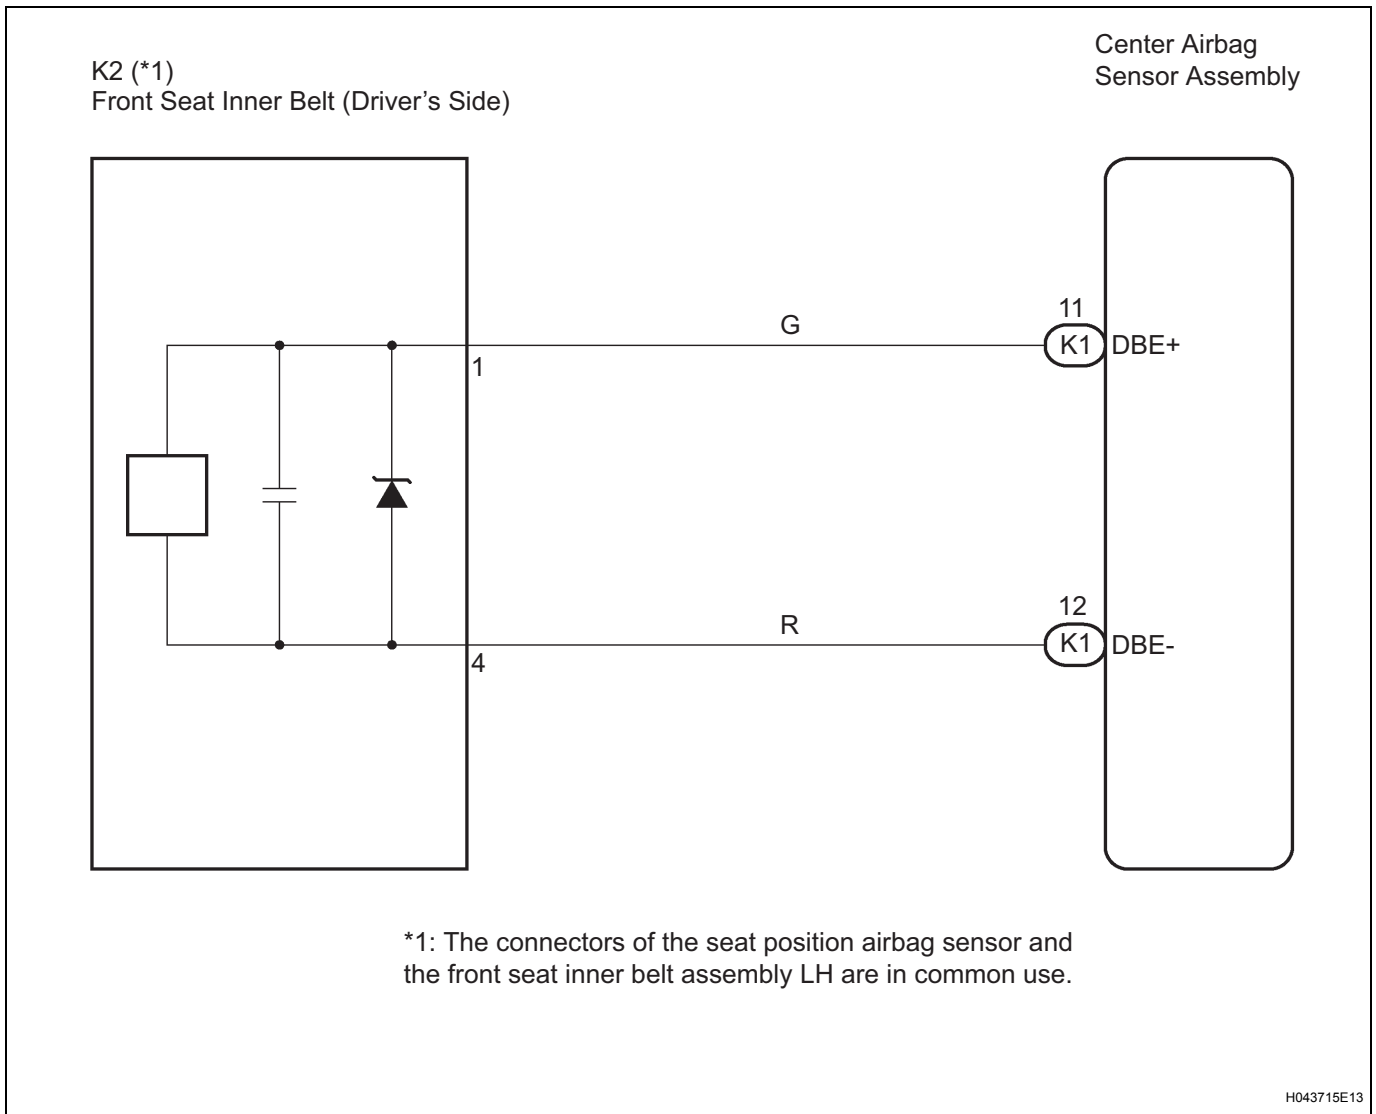 K2 (*1)
Front Seat Inner Belt (Driver’s Side)
Center Airbag
Sensor Assembly
1
G
11
K1
DBE+
4
R
12
K1
DBE-
*1: The connectors of the seat position airbag sensor and
the front seat inner belt assembly LH are in common use.
H043715E13